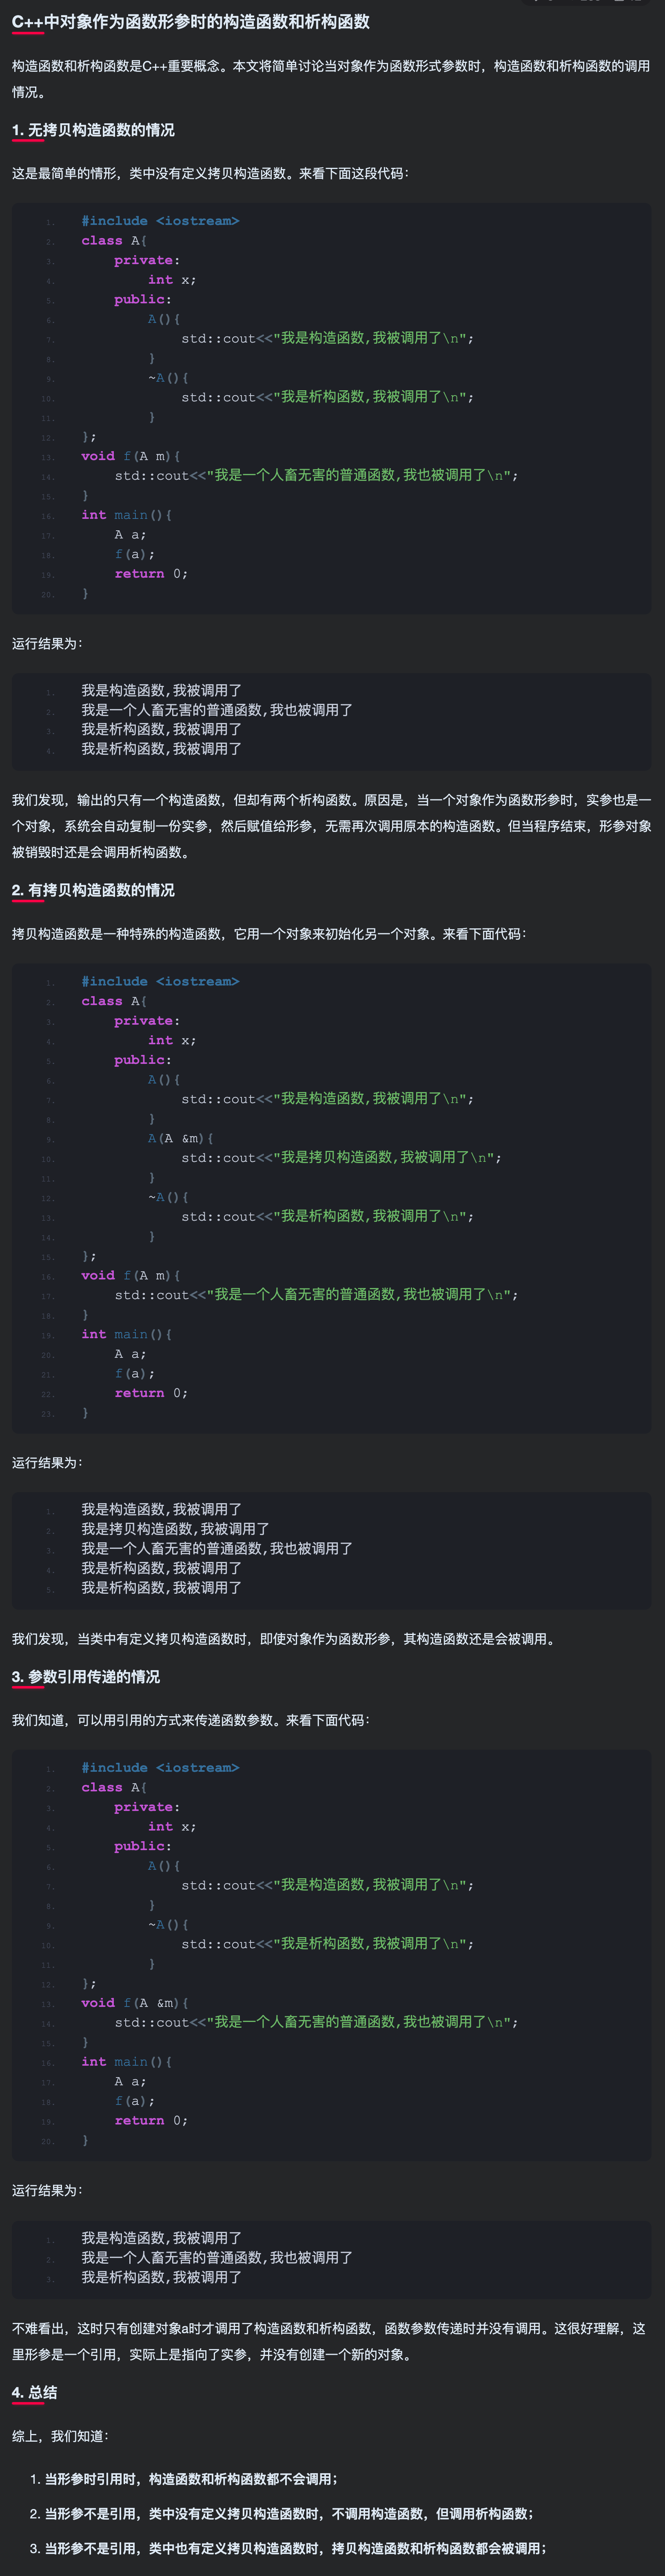 C++中对象作为函数形参时的构造函数和析构函数
构造函数和析构函数是C++重要概念。本文将简单讨论当对象作为函数形式参数时，构造函数和析构函数的调用
情况。
1. 无拷贝构造函数的情况
这是最简单的情形，类中没有定义拷贝构造函数。来看下面这段代码：
1. #include <iostream>
2. class A{
3. private:
4. int x;
5. public:
6. A(){
7. std::cout<<"我是构造函数,我被调用了\n";
8. }
9. ~A(){
10. std::cout<<"我是析构函数,我被调用了\n";
11. }
12. };
13. void f(A m){
14. std::cout<<"我是一个人畜无害的普通函数,我也被调用了\n";
15. }
16. int main(){
17. A a;
18. f(a);
19. return 0;
20. }
运行结果为：
1. 我是构造函数,我被调用了
2. 我是一个人畜无害的普通函数,我也被调用了
3. 我是析构函数,我被调用了
4. 我是析构函数,我被调用了
我们发现，输出的只有一个构造函数，但却有两个析构函数。原因是，当一个对象作为函数形参时，实参也是一
个对象，系统会自动复制一份实参，然后赋值给形参，无需再次调用原本的构造函数。但当程序结束，形参对象
被销毁时还是会调用析构函数。
2. 有拷贝构造函数的情况
拷贝构造函数是一种特殊的构造函数，它用一个对象来初始化另一个对象。来看下面代码：
1. #include <iostream>
2. class A{
3. private:
4. int x;
5. public:
6. A(){
7. std::cout<<"我是构造函数,我被调用了\n";
8. }
9. A(A &m){
10. std::cout<<"我是拷贝构造函数,我被调用了\n";
11. }
12. ~A(){
13. std::cout<<"我是析构函数,我被调用了\n";
14. }
15. };
16. void f(A m){
17. std::cout<<"我是一个人畜无害的普通函数,我也被调用了\n";
18. }
19. int main(){
20. A a;
21. f(a);
22. return 0;
23. }
运行结果为：
1. 我是构造函数,我被调用了
2. 我是拷贝构造函数,我被调用了
3. 我是一个人畜无害的普通函数,我也被调用了
4. 我是析构函数,我被调用了
5. 我是析构函数,我被调用了
我们发现，当类中有定义拷贝构造函数时，即使对象作为函数形参，其构造函数还是会被调用。
3. 参数引用传递的情况
我们知道，可以用引用的方式来传递函数参数。来看下面代码：
1. #include <iostream>
2. class A{
3. private:
4. int x;
5. public:
6. A(){
7. std::cout<<"我是构造函数,我被调用了\n";
8. }
9. ~A(){
10. std::cout<<"我是析构函数,我被调用了\n";
11. }
12. };
13. void f(A &m){
14. std::cout<<"我是一个人畜无害的普通函数,我也被调用了\n";
15. }
16. int main(){
17. A a;
18. f(a);
19. return 0;
20. }
运行结果为：
1. 我是构造函数,我被调用了
2. 我是一个人畜无害的普通函数,我也被调用了
3. 我是析构函数,我被调用了
不难看出，这时只有创建对象a时才调用了构造函数和析构函数，函数参数传递时并没有调用。这很好理解，这
里形参是一个引用，实际上是指向了实参，并没有创建一个新的对象。
4. 总结
综上，我们知道：
1. 当形参时引用时，构造函数和析构函数都不会调用；
2. 当形参不是引用，类中没有定义拷贝构造函数时，不调用构造函数，但调用析构函数；
3. 当形参不是引用，类中也有定义拷贝构造函数时，拷贝构造函数和析构函数都会被调用；